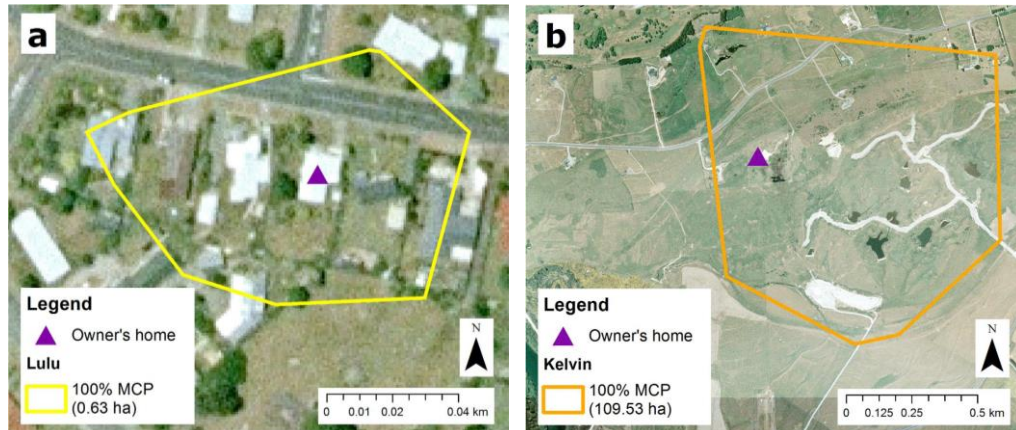 a
Legend
Owner's home
Lulu
100% MCP
(0.63 ha)
N
0 0.01 0.02 0.04 km
b
Legend
Owner's home
Kelvin
100% MCP
(109.53 ha)
N
0 0.125 0.25 0.5 km